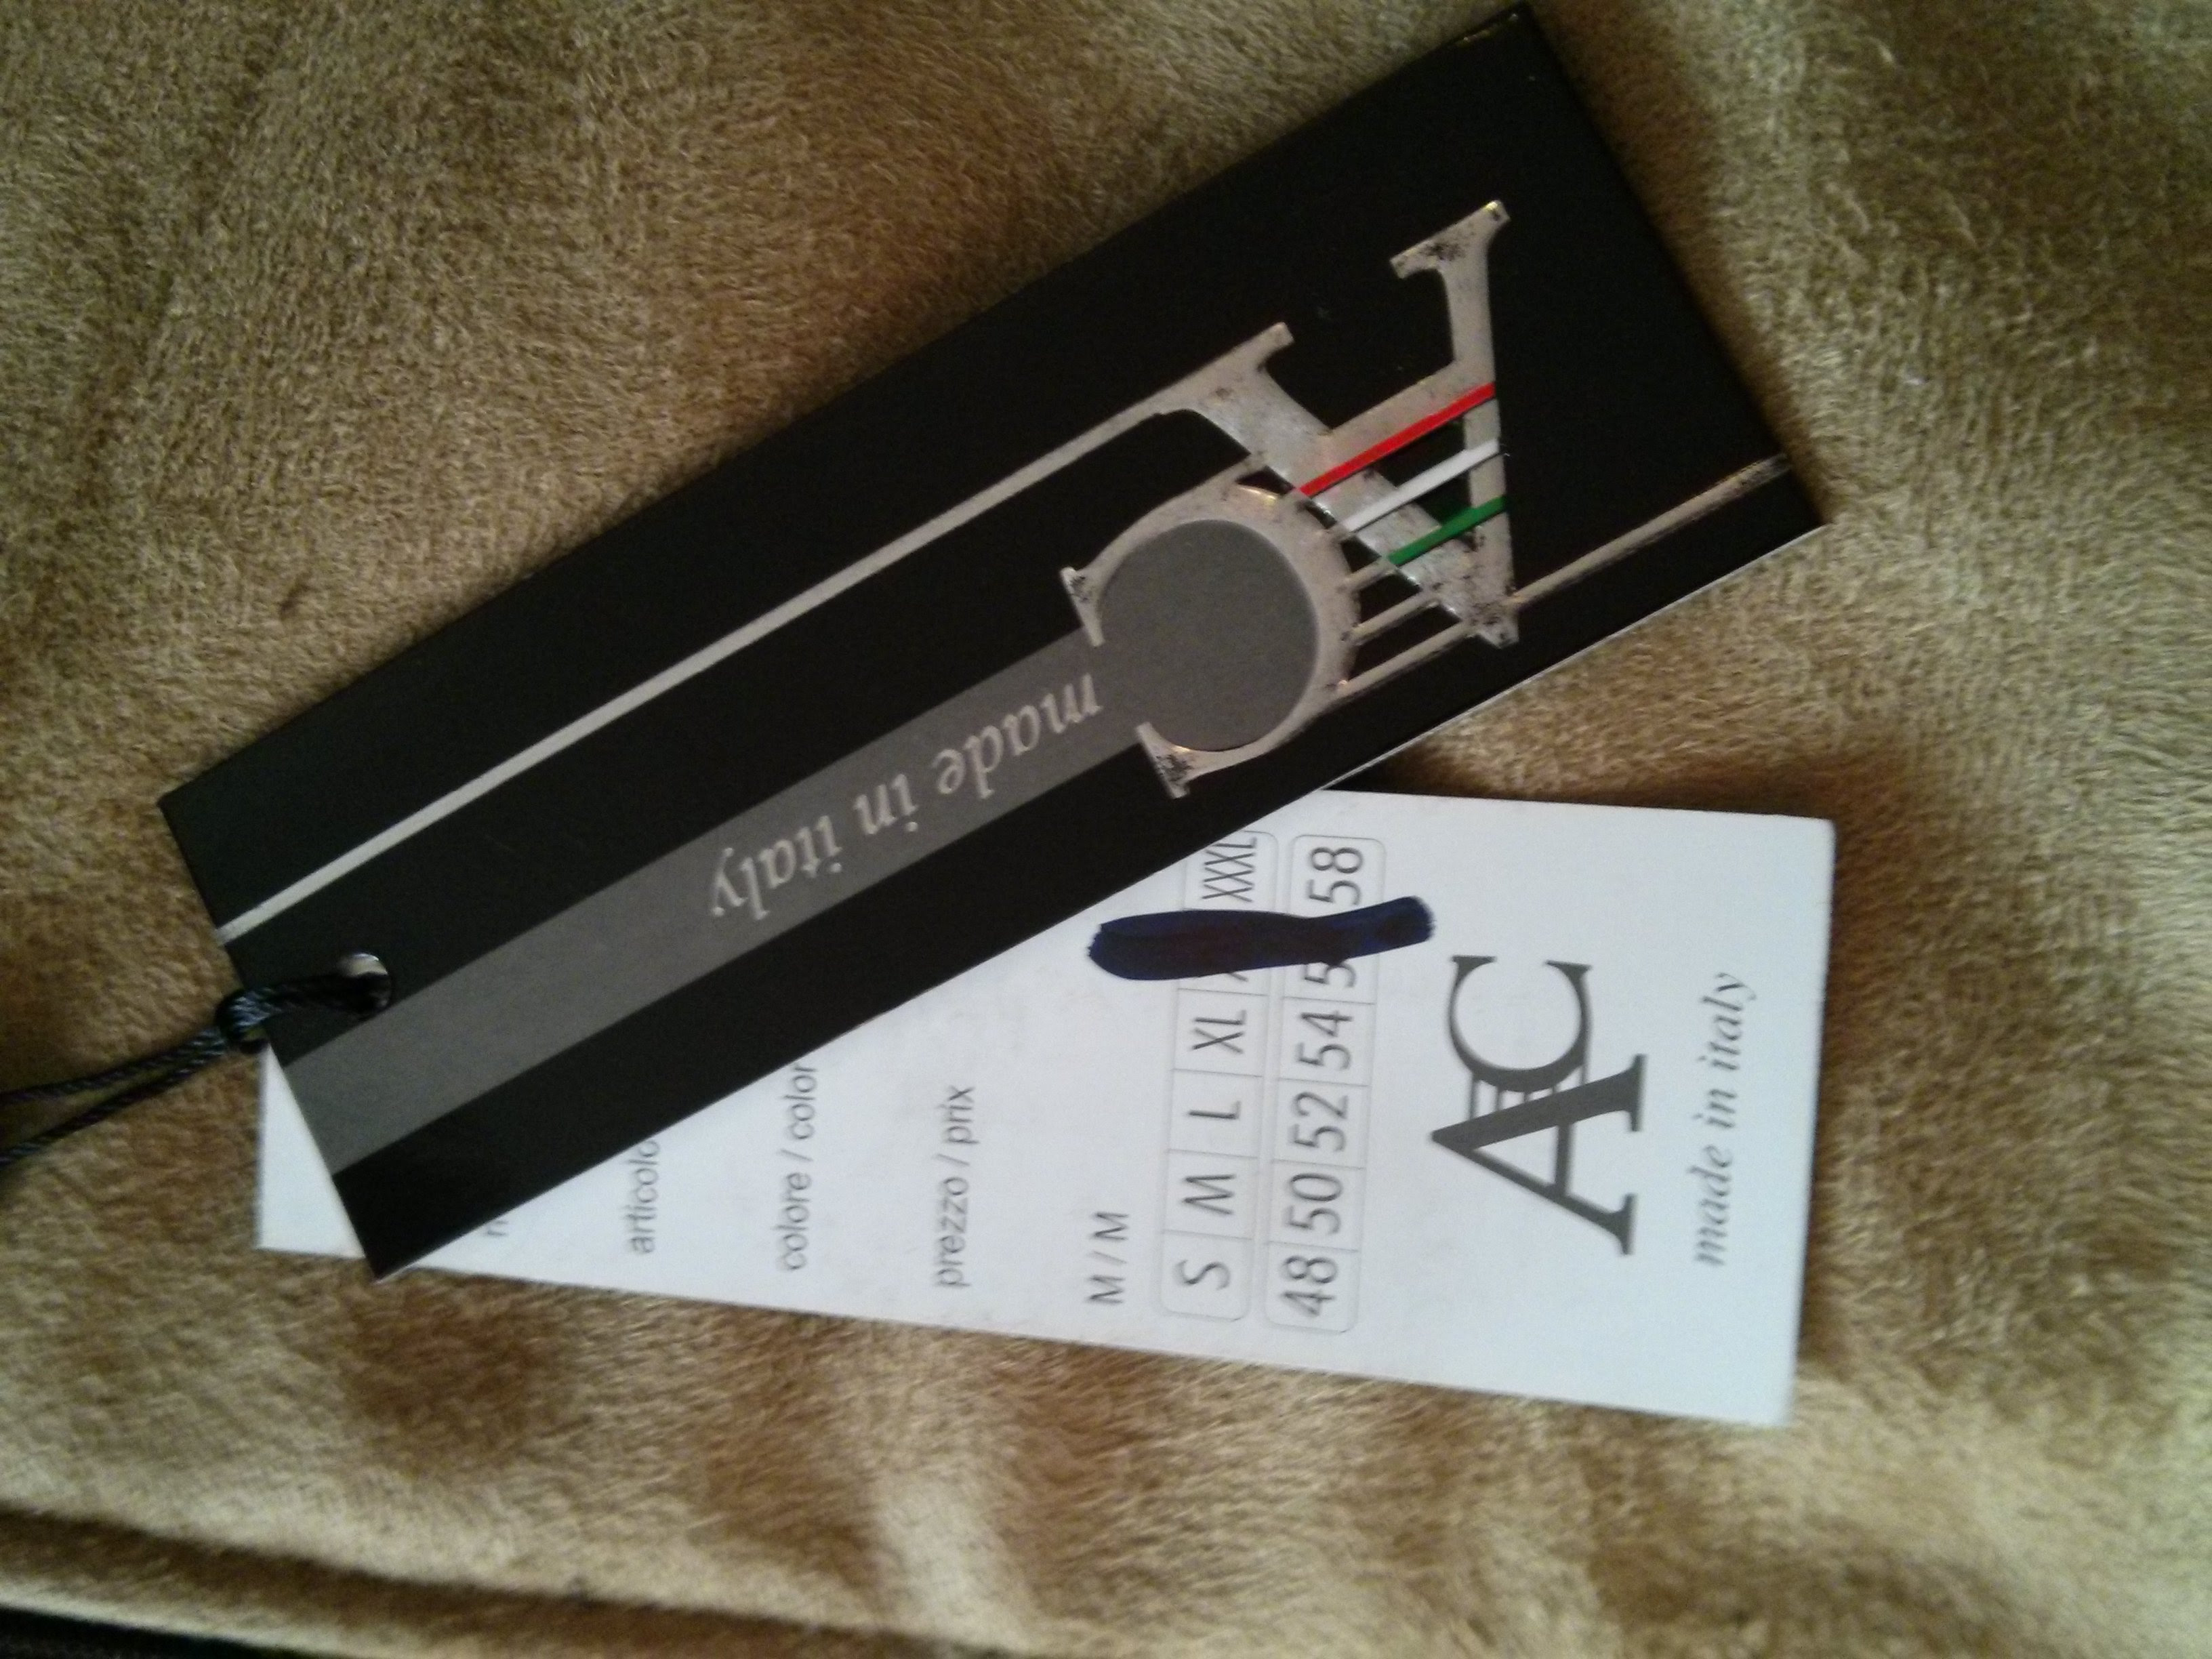 made in italy
AC
articolo
colore / color
prezzo / prix
M / M
S M L XL XXXL
48 50 52 54 58
AC
made in italy